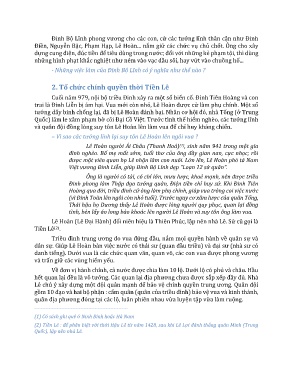 Đinh Bộ Lĩnh phong vương cho các con, cử các tướng lĩnh thân cận như Đinh
Điền, Nguyễn Bặc, Phạm Hạp, Lê Hoàn... nắm giữ các chức vụ chủ chốt. Ông cho xây
dựng cung điện, đúc tiền để tiêu dùng trong nước; đối với những kẻ phạm tội, thì dùng
những hình phạt khắc nghiệt như ném vào vạc dầu sôi, hay vứt vào chuồng hổ...
- Những việc làm của Đinh Bộ Lĩnh có ý nghĩa như thế nào ?
2. Tổ chức chính quyền thời Tiền Lê
Cuối năm 979, nội bộ triều Đinh xảy ra một số biến cố. Đinh Tiên Hoàng và con
trai là Đinh Liễn bị ám hại. Vua mới còn nhỏ, Lê Hoàn được cử làm phụ chính. Một số
tướng dấy binh chống lại, đã bị Lê Hoàn đánh bại. Nhân cơ hội đó, nhà Tống (ở Trung
Quốc) lăm le xâm phạm bờ cõi Đại Cồ Việt. Trước tình thế hiểm nghèo, các tướng lĩnh
và quân đội đồng lòng suy tôn Lê Hoàn lên làm vua để chỉ huy kháng chiến.
- Vì sao các tướng lĩnh lại suy tôn Lê Hoàn lên ngôi vua ?
Lê Hoàn người Ái Châu (Thanh Hoá)(1), sinh năm 941 trong một gia
đình nghèo. Bố mẹ mất sớm, tuổi thơ của ông đầy gian nan, cực nhọc; rồi
được một viên quan họ Lê nhận làm con nuôi. Lớn lên, Lê Hoàn phò tá Nam
Việt vương Đinh Liễn, giúp Đinh Bộ Lĩnh dẹp "Loạn 12 sứ quân".
Ông là người có tài, có chí lớn, mưu lược, khoẻ mạnh, nên được triều
đình phong làm Thập đạo tướng quân, Điện tiền chỉ huy sứ. Khi Đinh Tiên
Hoàng qua đời, triều đình cử ông làm phụ chính, giúp vua trông coi việc nước
(vì Đinh Toàn lên ngôi còn nhỏ tuổi). Trước nguy cơ xâm lược của quân Tống,
Thái hậu họ Dương thấy Lê Hoàn được lòng người quy phục, quan lại đồng
tình, bèn lấy áo long bào khoác lên người Lê Hoàn và suy tôn ông làm vua.
Lê Hoàn (Lê Đại Hành) đổi niên hiệu là Thiên Phúc, lập nên nhà Lê. Sử cũ gọi là
Tiền Lê(2).
Triều đình trung ương do vua đứng đầu, nắm mọi quyền hành về quân sự và
dân sự. Giúp Lê Hoàn bàn việc nước có thái sư (quan đầu triều) và đại sư (nhà sư có
danh tiếng). Dưới vua là các chức quan văn, quan võ, các con vua được phong vương
và trấn giữ các vùng hiểm yếu.
Về đơn vị hành chính, cả nước được chia làm 10 lộ. Dưới lộ có phủ và châu. Hầu
hết quan lại đều là võ tướng. Các quan lại địa phương chưa được sắp xếp đầy đủ. Nhà
Lê chú ý xây dựng một đội quân mạnh để bảo vệ chính quyền trung ương. Quân đội
gồm 10 đạo và hai bộ phận : cấm quân (quân của triều đình) bảo vệ vua và kinh thành,
quân địa phương đóng tại các lộ, luân phiên nhau vừa luyện tập vừa làm ruộng.
(1) Có sách ghi quê ở Ninh Bình hoặc Hà Nam
(2) Tiền Lê : để phân biệt với thời Hậu Lê từ năm 1428, sau khi Lê Lợi đánh thắng quân Minh (Trung
Quốc), lập nên nhà Lê.